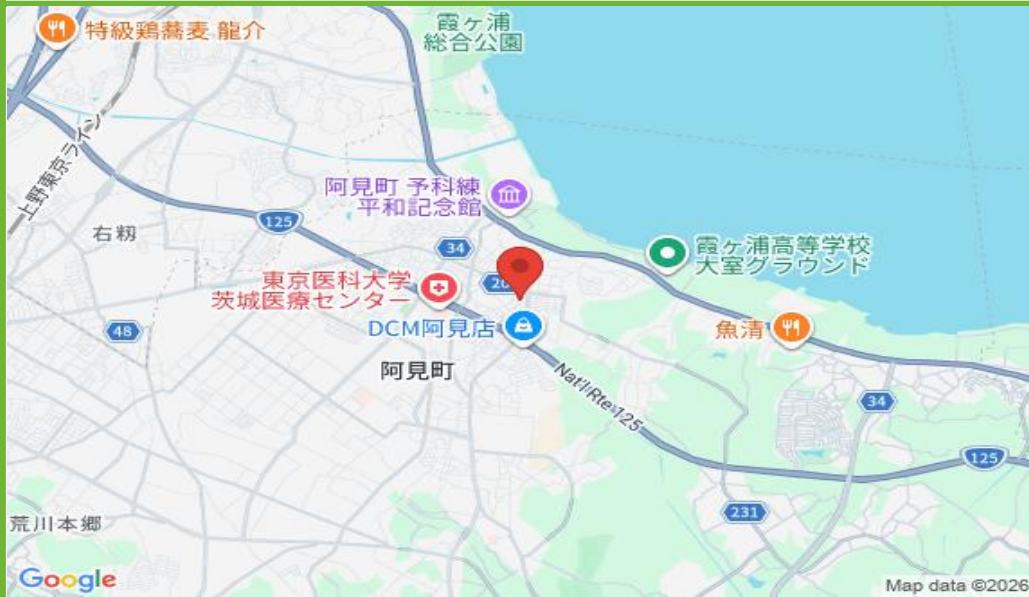 特級鶏蕎麦 龍介
霞ヶ浦
総合公園
上野東京ライン
阿見町 予科練
平和記念館
125
右籾
34
霞ヶ浦高等学校
大室グラウンド
東京医科大学
茨城医療センター
20
48
DCM阿見店
魚清
阿見町
Nat'l Rte 125
34
125
231
荒川本郷
Google
Map data ©2026